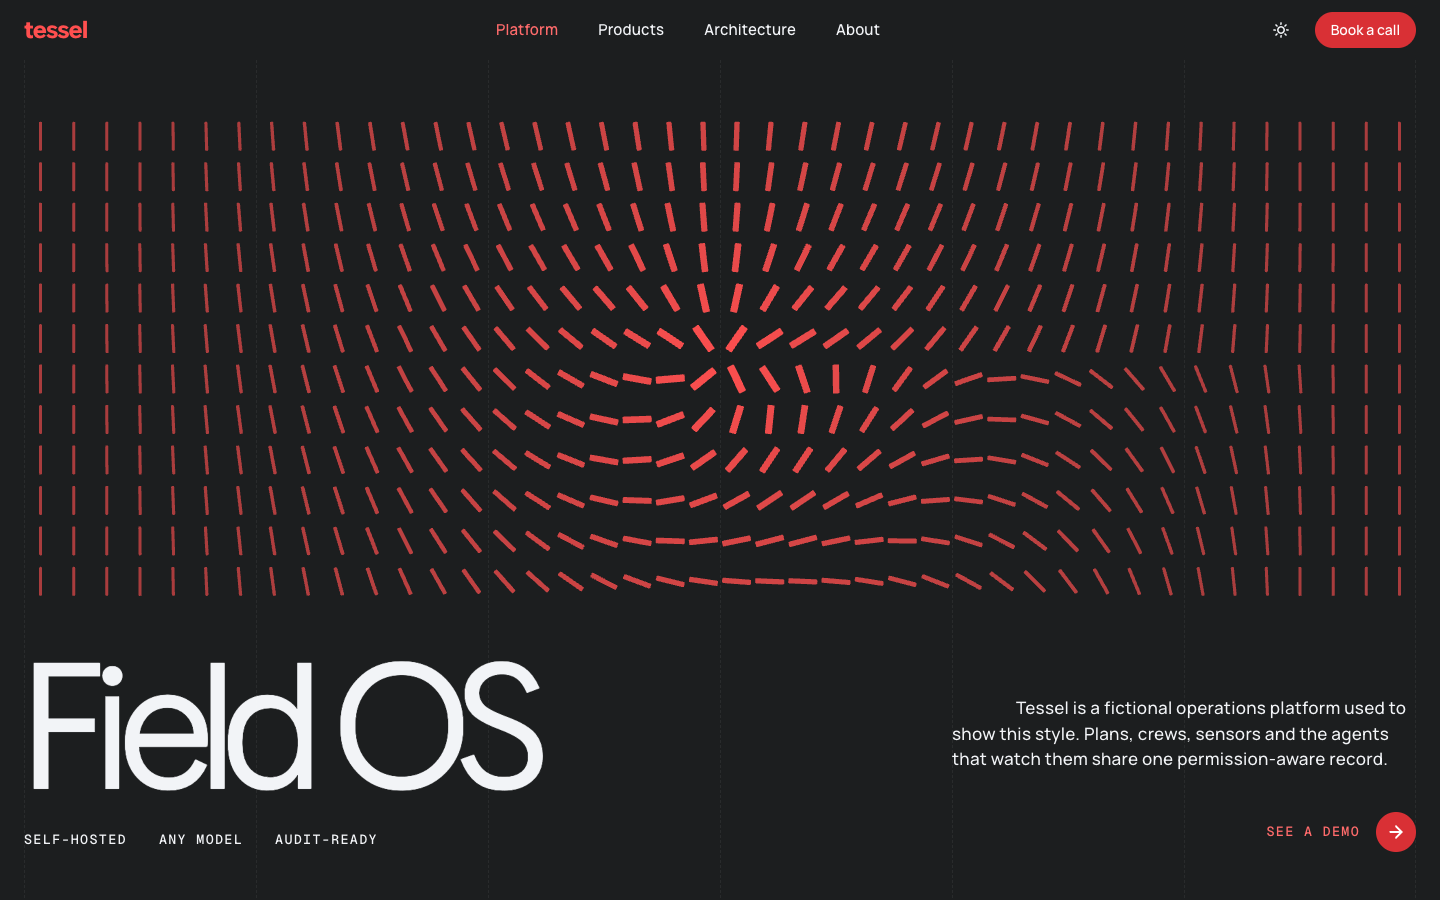 tessel
Platform
Products
Architecture
About
Book a call
Field OS
Tessel is a fictional operations platform used to
show this style. Plans, crews, sensors and the agents
that watch them share one permission-aware record.
SELF-HOSTED
ANY MODEL
AUDIT-READY
SEE A DEMO